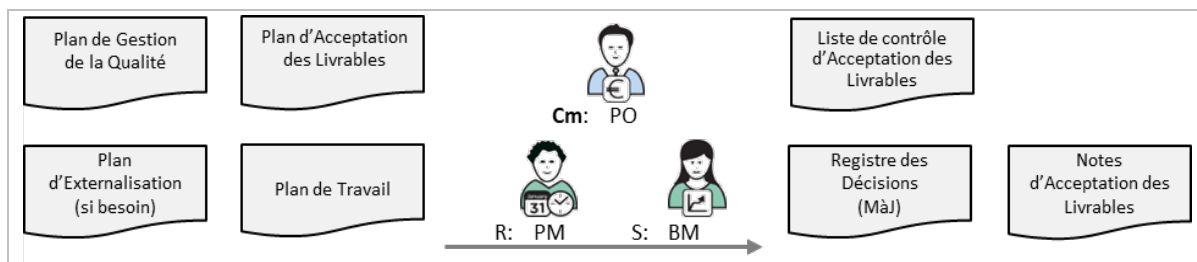 Plan de Gestion
de la Qualité
Plan d’Acceptation
des Livrables
€
Cm: PO
Liste de contrôle
d’Acceptation des
Livrables
Plan
d’Externalisation
(si besoin)
Plan de Travail
31
R: PM
S: BM
Registre des
Décisions
(MàJ)
Notes
d’Acceptation des
Livrables